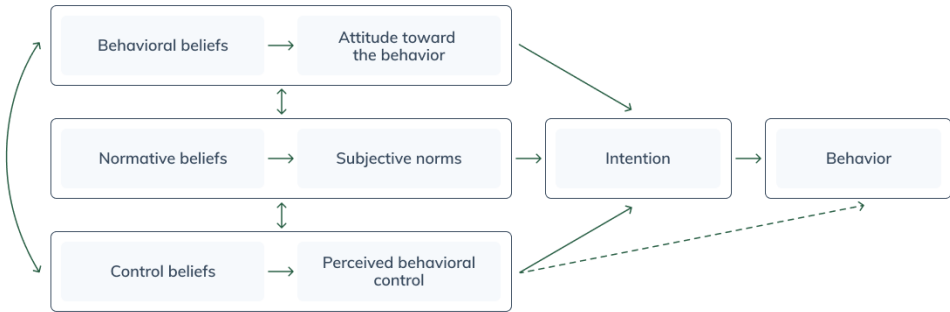 Behavioral beliefs
Attitude toward
the behavior
Normative beliefs
Subjective norms
Intention
Behavior
Control beliefs
Perceived behavioral
control